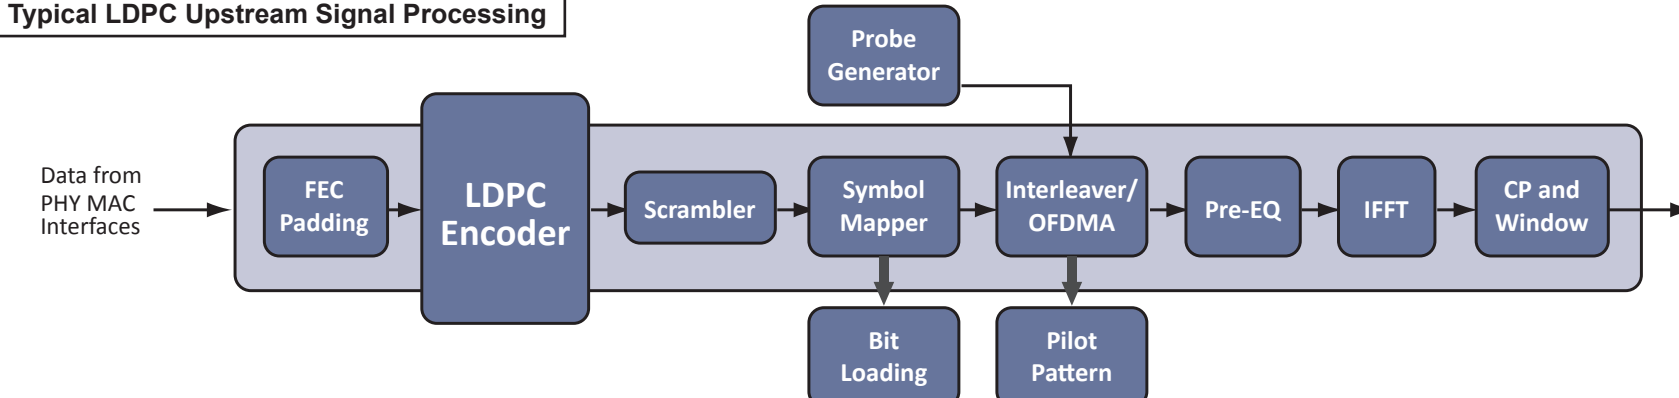 Typical LDPC Upstream Signal Processing
Probe
Generator
Data from
PHY MAC
Interfaces
FEC
Padding
LDPC
Encoder
Scrambler
Symbol
Mapper
Interleaver/
OFDMA
Pre-EQ
IFFT
CP and
Window
Bit
Loading
Pilot
Pattern